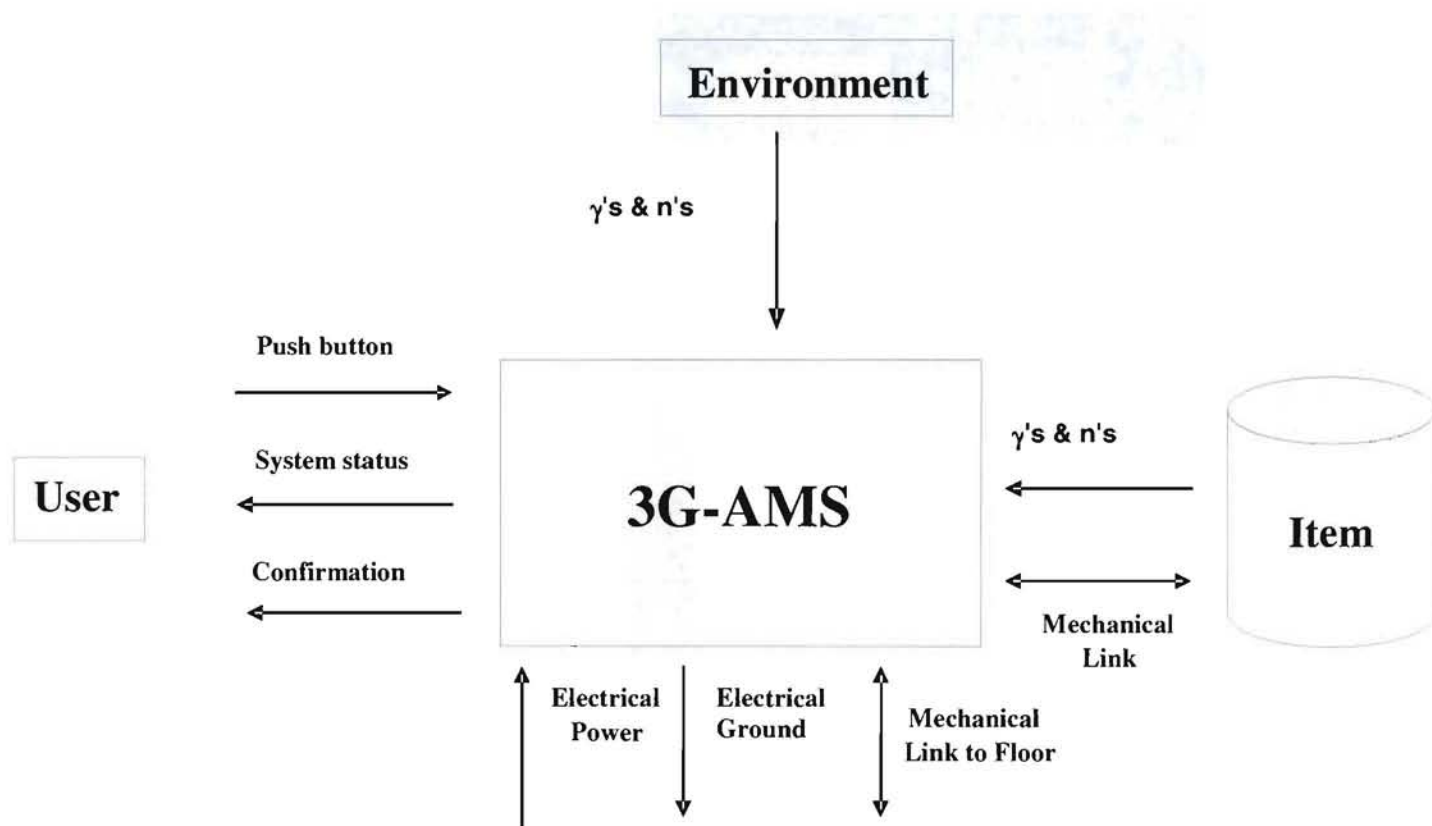 Environment
γ's & n's
Push button
System status
User
Confirmation
3G-AMS
γ's & n's
Item
Mechanical
Link
Electrical
Power
Electrical
Ground
Mechanical
Link to Floor